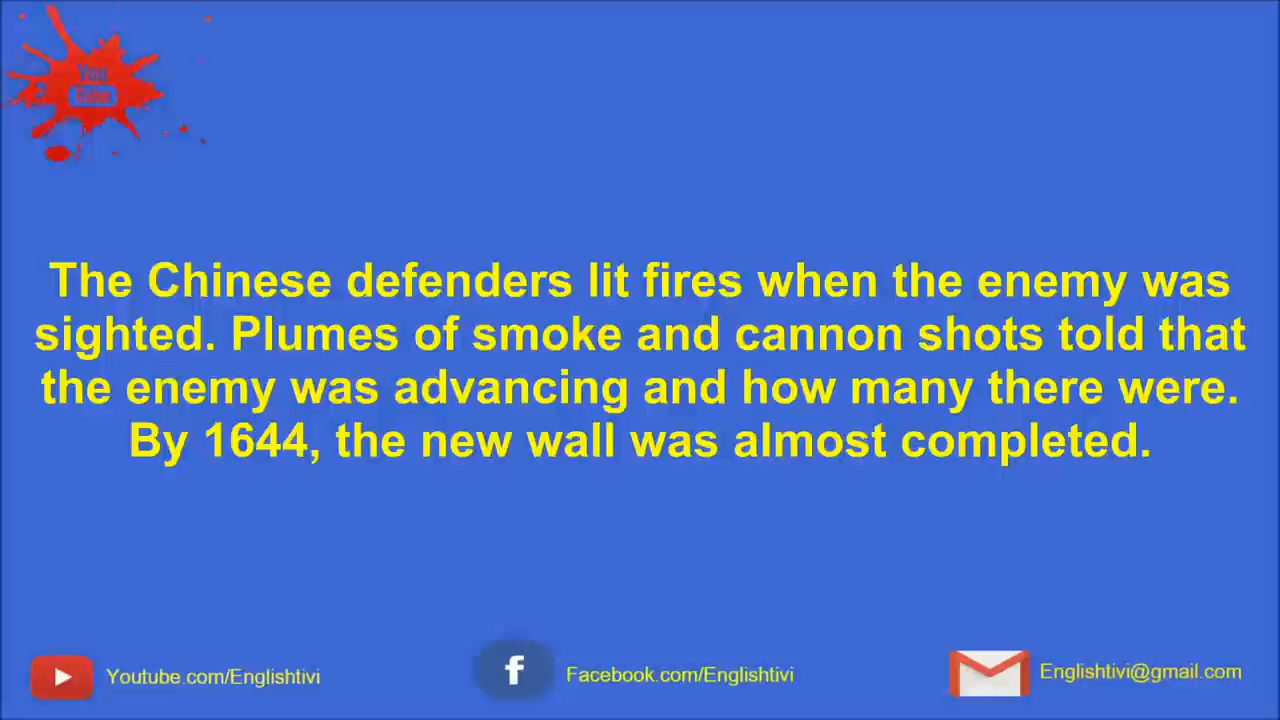 You
Tube
The Chinese defenders lit fires when the enemy was
sighted. Plumes of smoke and cannon shots told that
the enemy was advancing and how many there were.
By 1644, the new wall was almost completed.
Youtube.com/Englishtivi
f
Facebook.com/Englishtivi
Englishtivi@gmail.com